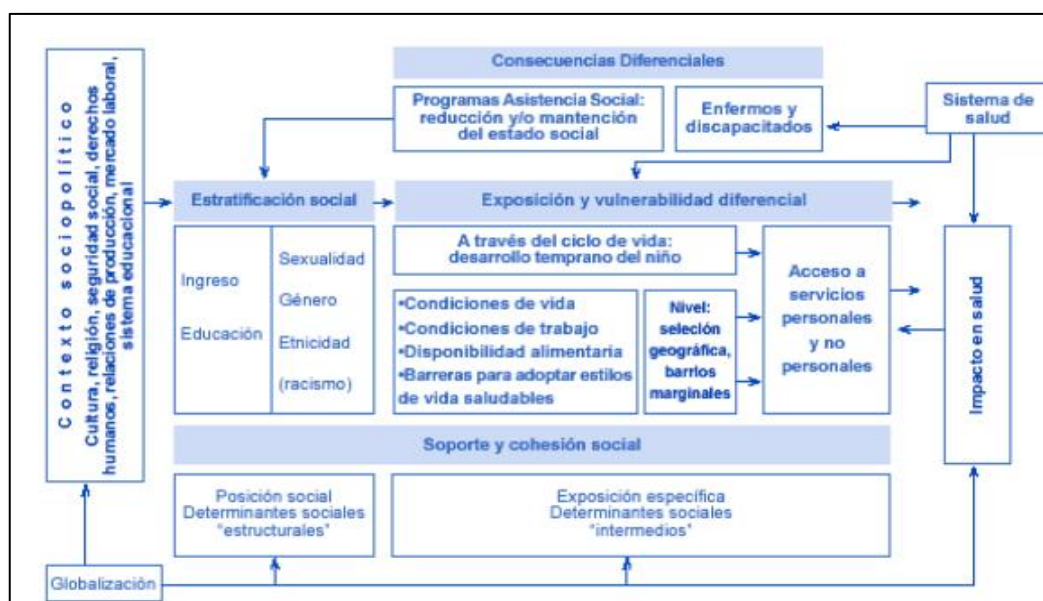 Consecuencias Diferenciales
Programas Asistencia Social:
reducción y/o mantención
del estado social
Enfermos y
discapacitados
Sistema de
salud
Contexto sociopolítico
Cultura, religión, seguridad social, derechos
humanos, relaciones de producción, mercado laboral,
sistema educacional
Estratificación social
Exposición y vulnerabilidad diferencial
Ingreso
Educación
Sexualidad
Género
Etnicidad
(racismo)
A través del ciclo de vida:
desarrollo temprano del niño
•Condiciones de vida
•Condiciones de trabajo
•Disponibilidad alimentaria
•Barreras para adoptar estilos
de vida saludables
Nivel:
seleción
geográfica,
barrios
marginales
Acceso a
servicios
personales
y no
personales
Impacto en salud
Soporte y cohesión social
Posición social
Determinantes sociales
"estructurales"
Exposición específica
Determinantes sociales
"intermedios"
Globalización